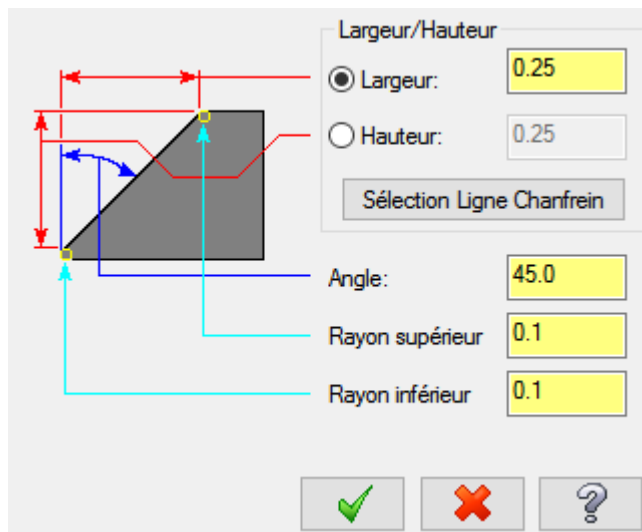 Largeur/Hauteur
Largeur: 0.25
Hauteur: 0.25
Sélection Ligne Chanfrein
Angle: 45.0
Rayon supérieur 0.1
Rayon inférieur 0.1